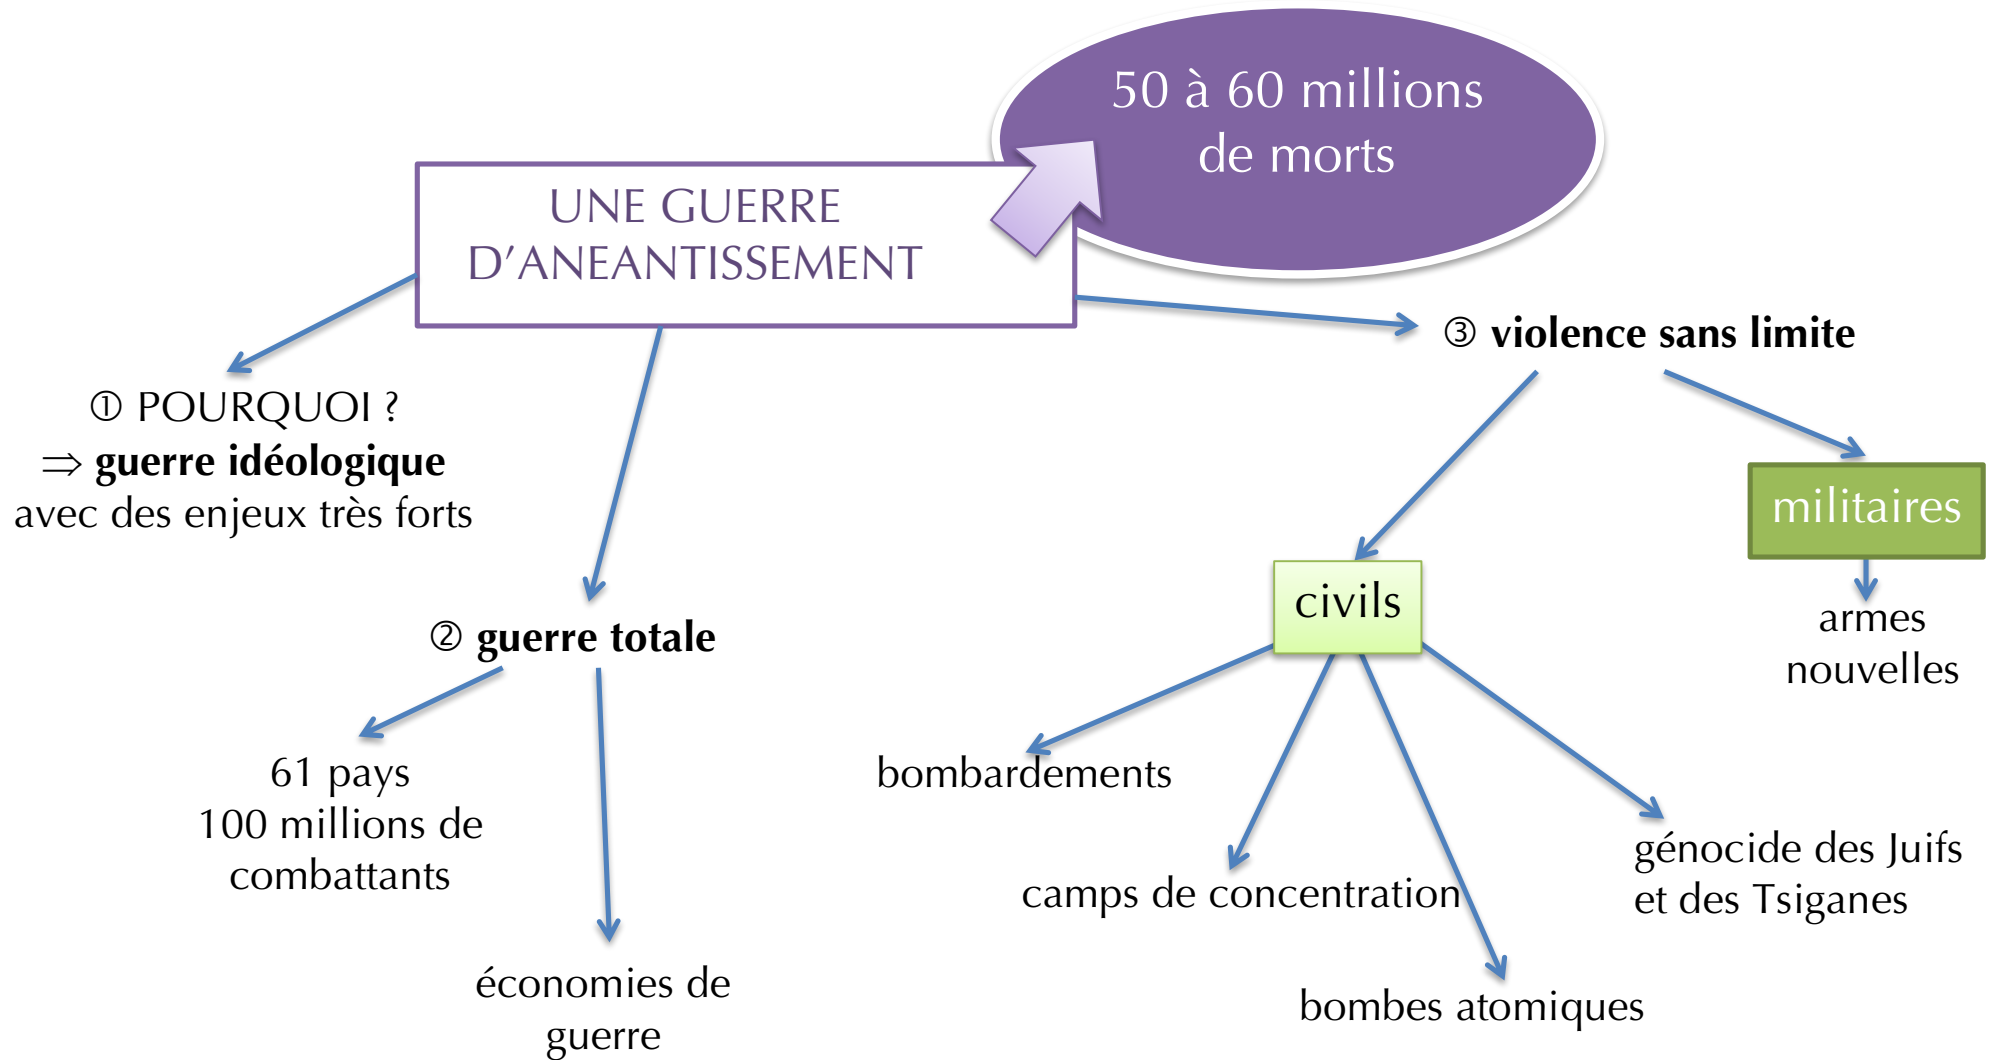 50 à 60 millions
de morts
UNE GUERRE
D’ANEANTISSEMENT
① POURQUOI ?
⇒ guerre idéologique
avec des enjeux très forts
② guerre totale
61 pays
100 millions de
combattants
économies de
guerre
③ violence sans limite
militaires
armes
nouvelles
civils
bombardements
camps de concentration
bombes atomiques
génocide des Juifs
et des Tsiganes